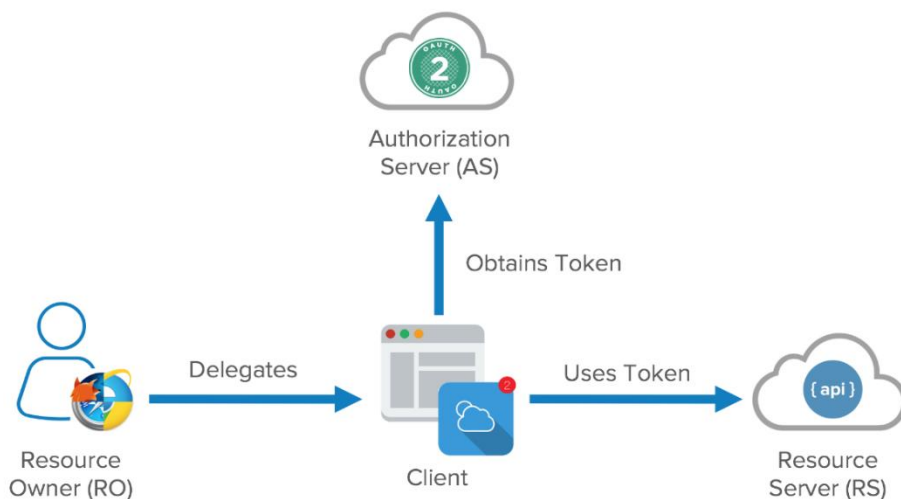 OAUTH
2
OAUTH
Authorization
Server (AS)
Obtains Token
Delegates
Uses Token
2
{ api }
Resource
Owner (RO)
Client
Resource
Server (RS)